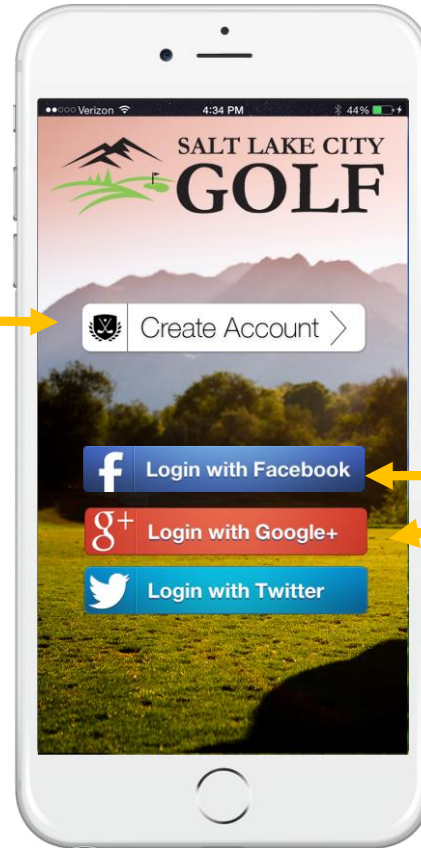 Verizon 4:34 PM 44%
SALT LAKE CITY
GOLF
Create Account
f Login with Facebook
g+ Login with Google+
Login with Twitter